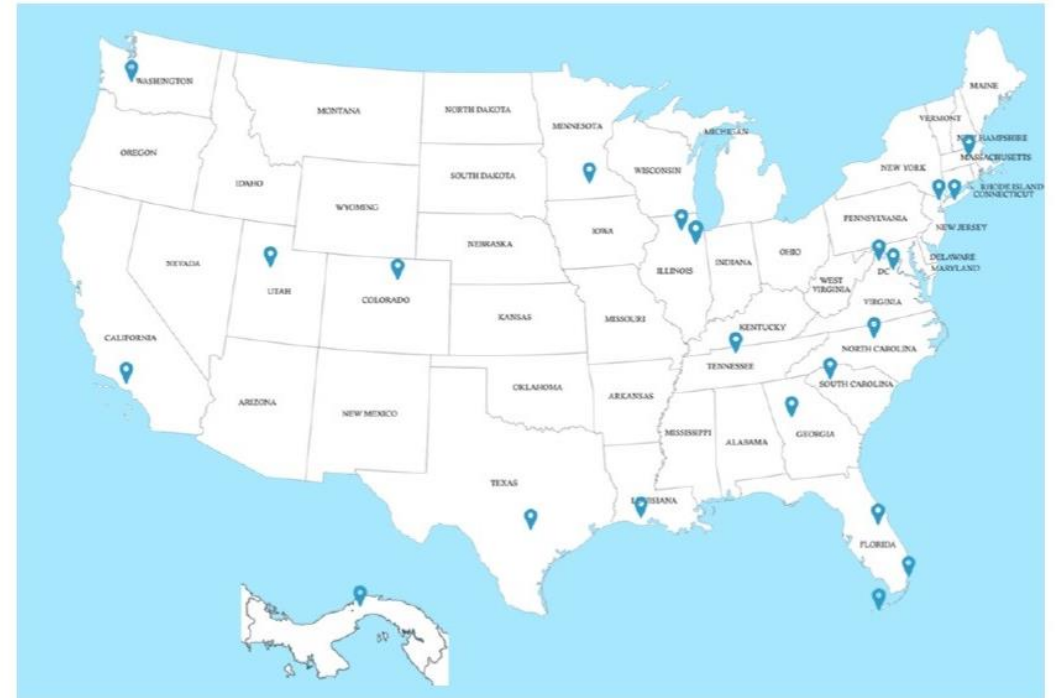 WASHINGTON
MONTANA
NORTH DAKOTA
MINNESOTA
MICHIGAN
MAINE
VERMONT
NEW HAMPSHIRE
MASSACHUSETTS
OREGON
IDAHO
SOUTH DAKOTA
WISCONSIN
NEW YORK
RHODE ISLAND
CONNECTICUT
WYOMING
PENNSYLVANIA
NEW JERSEY
IOWA
NEBRASKA
OHIO
NEVADA
UTAH
COLORADO
ILLINOIS
INDIANA
WEST
VIRGINIA
DC
DELAWARE
MARYLAND
VIRGINIA
CALIFORNIA
KANSAS
MISSOURI
KENTUCKY
NORTH CAROLINA
TENNESSEE
SOUTH CAROLINA
ARIZONA
NEW MEXICO
OKLAHOMA
ARKANSAS
MISSISSIPPI
ALABAMA
GEORGIA
TEXAS
LOUISIANA
FLORIDA